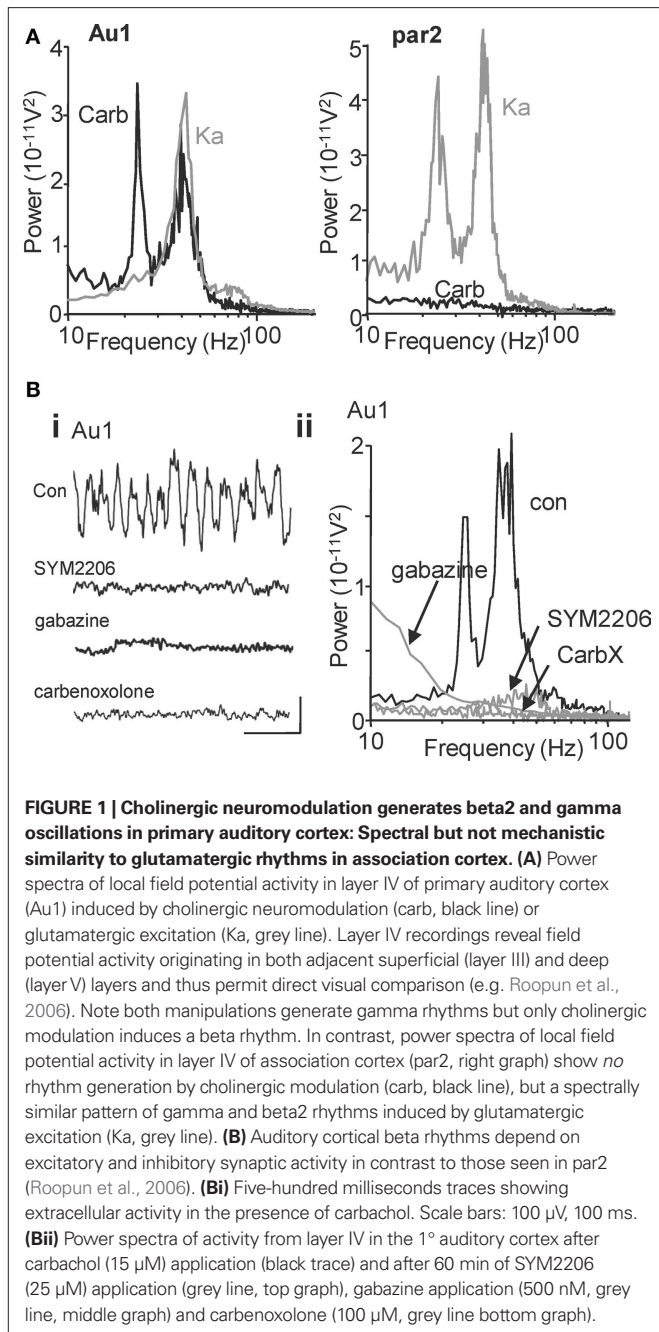 A
Au1
par2
4
3
2
1
0
Power (10-11V2)
Carb
Ka
10
Frequency (Hz)
100
5
4
3
2
1
0
Power (10-11V2)
Ka
Carb
10
Frequency (Hz)
100
B
i Au1
Con
SYM2206
gabazine
carbenoxolone
ii
Au1
2
1
0
Power (10-11V2)
con
gabazine
SYM2206
CarbX
10
Frequency (Hz)
100
FIGURE 1 | Cholinergic neuromodulation generates beta2 and gamma
oscillations in primary auditory cortex: Spectral but not mechanistic
similarity to glutamatergic rhythms in association cortex. (A) Power
spectra of local field potential activity in layer IV of primary auditory cortex
(Au1) induced by cholinergic neuromodulation (carb, black line) or
glutamatergic excitation (Ka, grey line). Layer IV recordings reveal field
potential activity originating in both adjacent superficial (layer III) and deep
(layer V) layers and thus permit direct visual comparison (e.g. Roopun et al.,
2006). Note both manipulations generate gamma rhythms but only cholinergic
modulation induces a beta rhythm. In contrast, power spectra of local field
potential activity in layer IV of association cortex (par2, right graph) show no
rhythm generation by cholinergic modulation (carb, black line), but a spectrally
similar pattern of gamma and beta2 rhythms induced by glutamatergic
excitation (Ka, grey line). (B) Auditory cortical beta rhythms depend on
excitatory and inhibitory synaptic activity in contrast to those seen in par2
(Roopun et al., 2006). (Bi) Five-hundred milliseconds traces showing
extracellular activity in the presence of carbachol. Scale bars: 100 µV, 100 ms.
(Bii) Power spectra of activity from layer IV in the 1° auditory cortex after
carbachol (15 µM) application (black trace) and after 60 min of SYM2206
(25 µM) application (grey line, top graph), gabazine application (500 nM, grey
line, middle graph) and carbenoxolone (100 µM, grey line bottom graph).